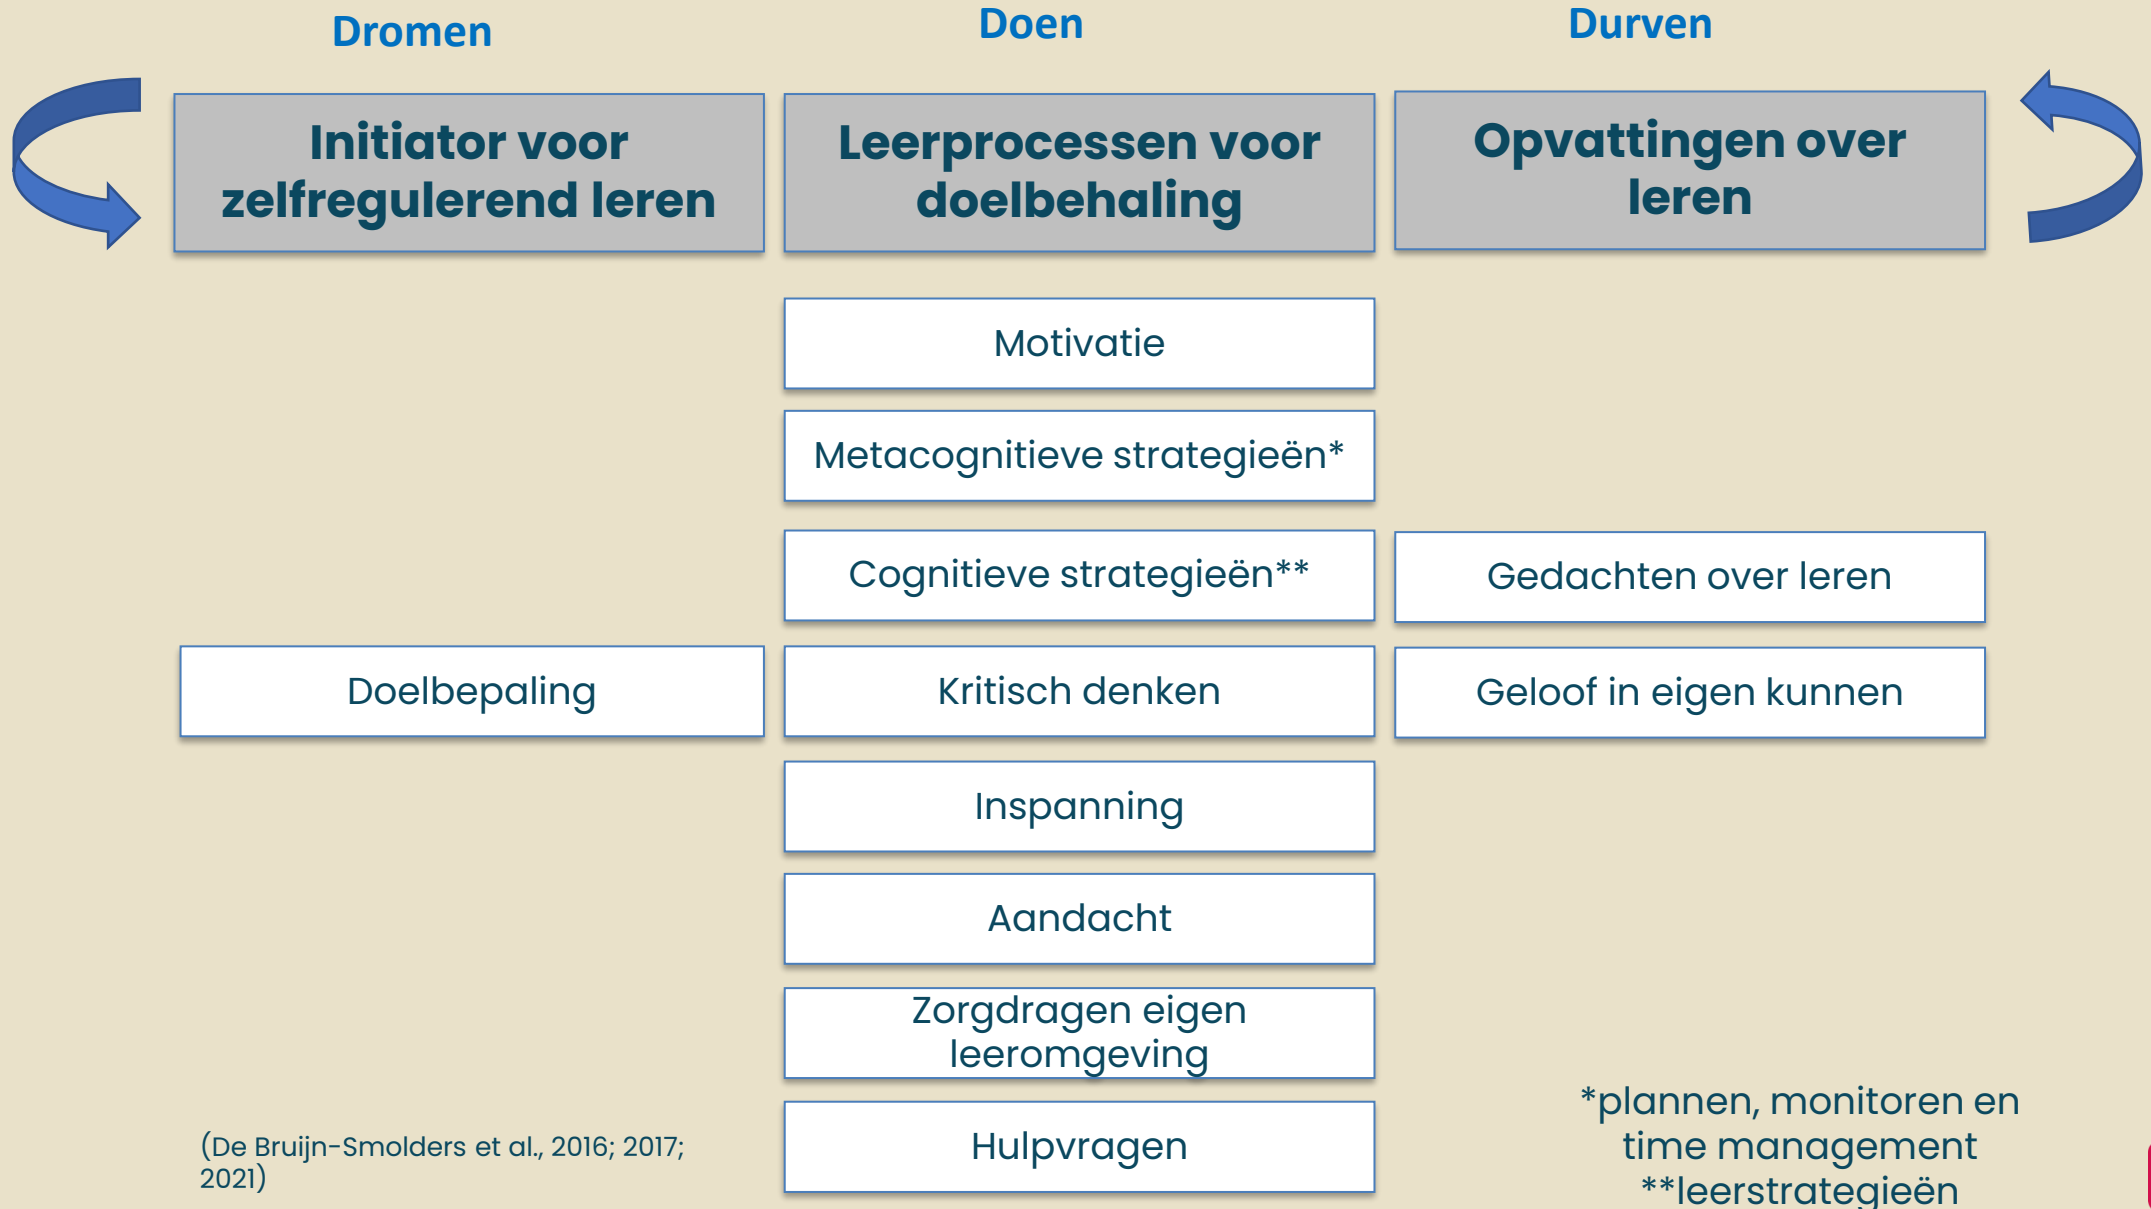 Dromen
Doen
Durven
Initiator voor
zelfregulerend leren
Leerprocessen voor
doelbehaling
Opvattingen over
leren
Motivatie
Metacognitieve strategieën*
Cognitieve strategieën**
Gedachten over leren
Doelbepaling
Kritisch denken
Geloof in eigen kunnen
Inspanning
Aandacht
Zorgdragen eigen
leeromgeving
Hulpvragen
(De Bruijn-Smolders et al., 2016; 2017;
2021)
*plannen, monitoren en
time management
**leerstrategieën